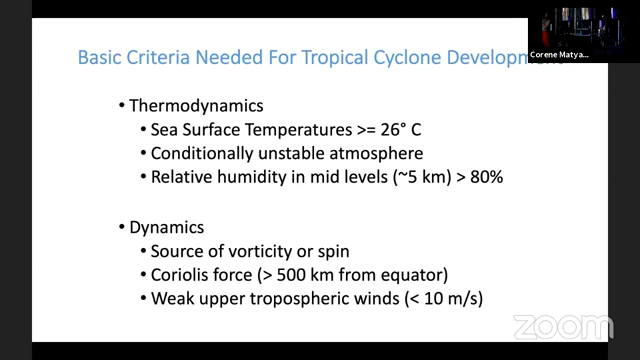 Basic Criteria Needed For Tropical Cyclone Developm
Corene Matya...
• Thermodynamics
• Sea Surface Temperatures >= 26° C
• Conditionally unstable atmosphere
• Relative humidity in mid levels (~5 km) > 80%
• Dynamics
• Source of vorticity or spin
• Coriolis force (> 500 km from equator)
• Weak upper tropospheric winds (< 10 m/s)
zoom